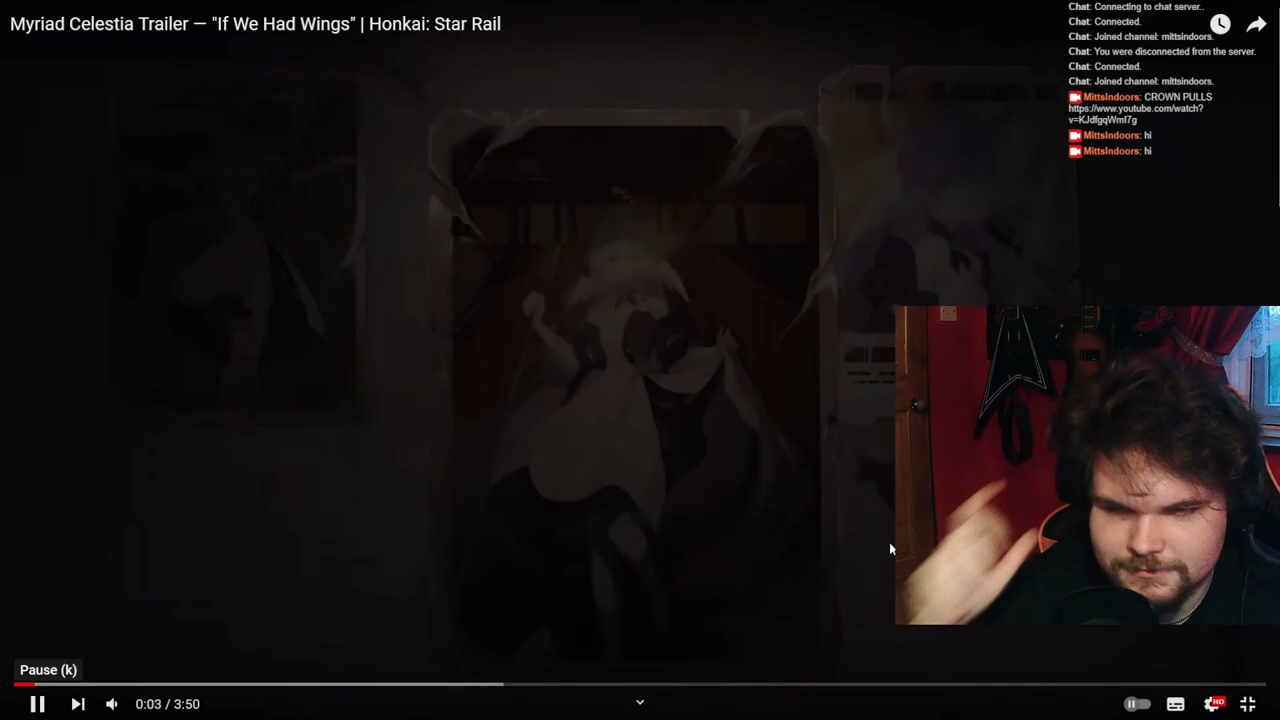 Myriad Celestia Trailer — "If We Had Wings" | Honkai: Star Rail
Chat: Connecting to chat server..
Chat: Connected.
Chat: Joined channel: mittsindoors.
Chat: You were disconnected from the server.
Chat: Connected.
Chat: Joined channel: mittsindoors.
MittsIndoors: CROWN PULLS
https://www.youtube.com/watch?
v=KJdfgqWmI7g
MittsIndoors: hi
MittsIndoors: hi
Pause (k)
0:03 / 3:50
HD